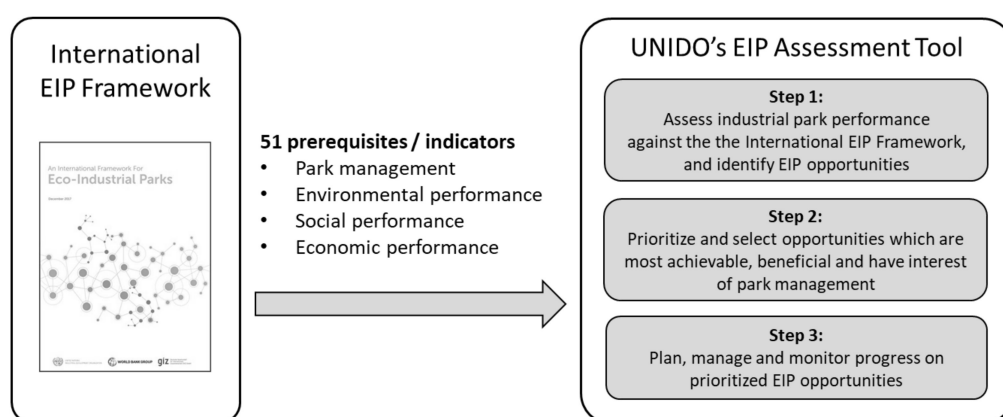 International
EIP Framework
An International Framework For
Eco-Industrial Parks
December 2017
WORLD BANK GROUP
giz
51 prerequisites / indicators
• Park management
• Environmental performance
• Social performance
• Economic performance
UNIDO's EIP Assessment Tool
Step 1:
Assess industrial park performance
against the the International EIP Framework,
and identify EIP opportunities
Step 2:
Prioritize and select opportunities which are
most achievable, beneficial and have interest
of park management
Step 3:
Plan, manage and monitor progress on
prioritized EIP opportunities